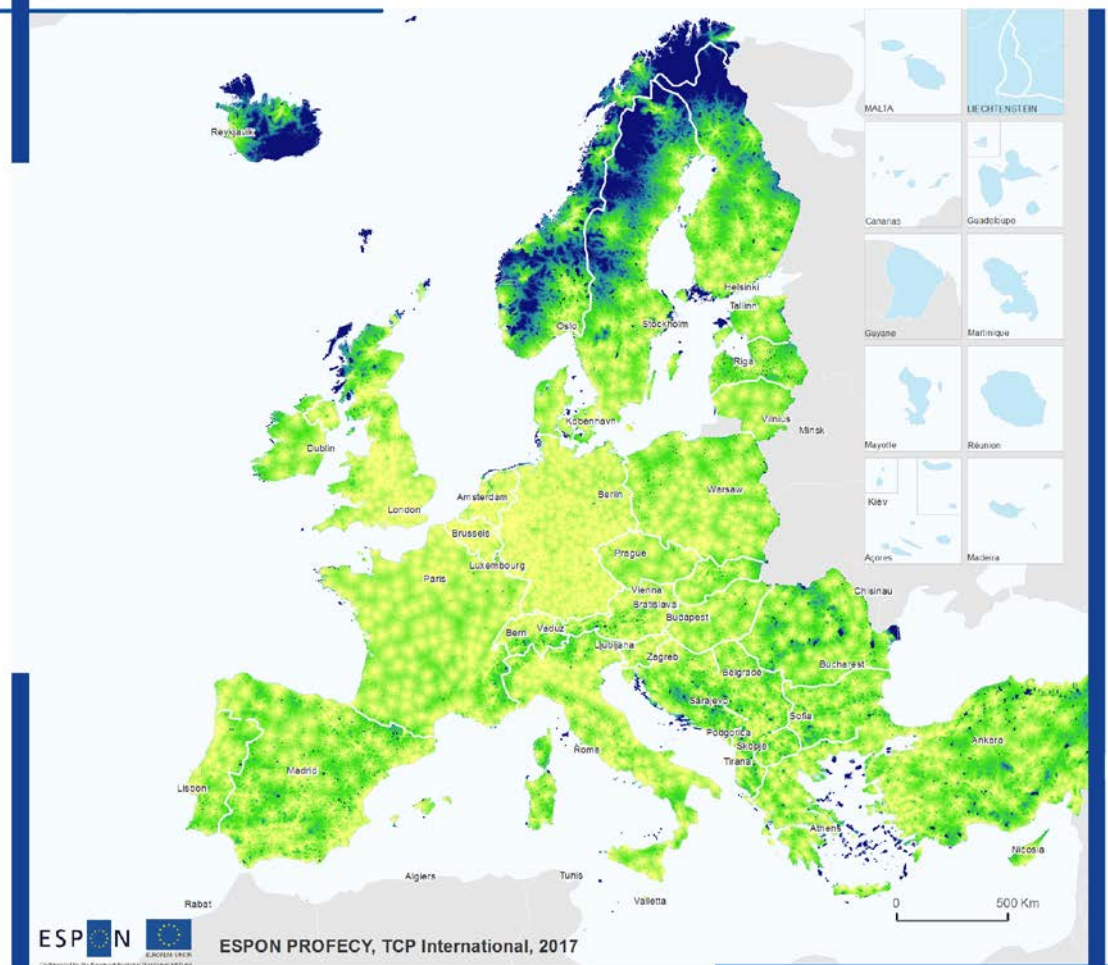 MALTA
LIECHTENSTEIN
Reykjavik
Canarias
Guadeloupe
Helsinki
Tallinn
Guyane
Martinique
Oslo
Stockholm
Riga
København
Vilnius
Minsk
Mayotte
Réunion
Dublin
Amsterdam
Berlin
Warsaw
Kiev
London
Brussels
Prague
Açores
Madeira
Luxembourg
Paris
Vienna
Chisinau
Bratislava
Budapest
Bern
Vaduz
Ljubljana
Zagreb
Belgrade
Bucharest
Sarajevo
Sofia
Podgorica
Skopje
Ankara
Rome
Tirana
Madrid
Lisbon
Athens
Nicosia
Algiers
Tunis
Valletta
Rabat
0 500 Km
ESPON
EUROPEAN UNION
ESPON PROFECY, TCP International, 2017